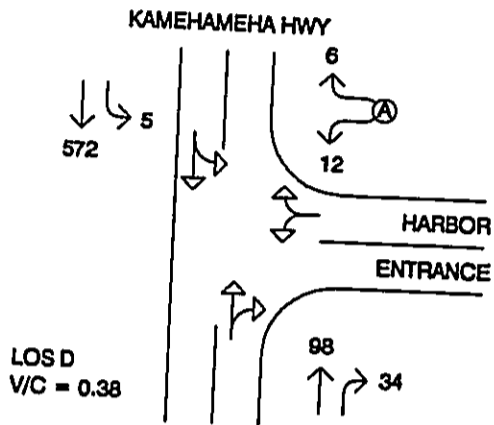 KAMEHAMEHA HWY
6
5
A
572
12
HARBOR
ENTRANCE
98
34
LOS D
V/C = 0.38